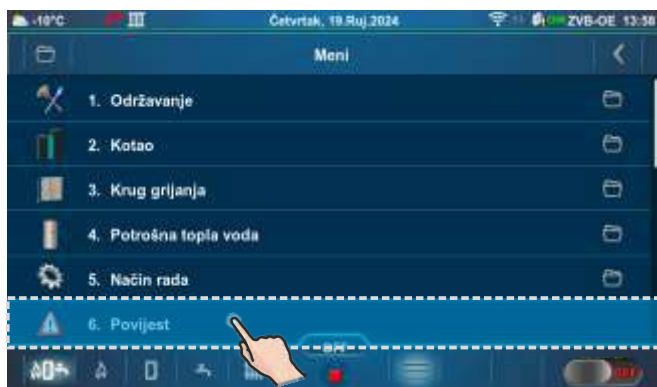 -10°C Četvrtak, 19.Ruj.2024 ZVB-OE 13:58
Meni
1. Održavanje
2. Kotao
3. Krug grijanja
4. Potrošna topla voda
5. Način rada
6. Povijest
OFF